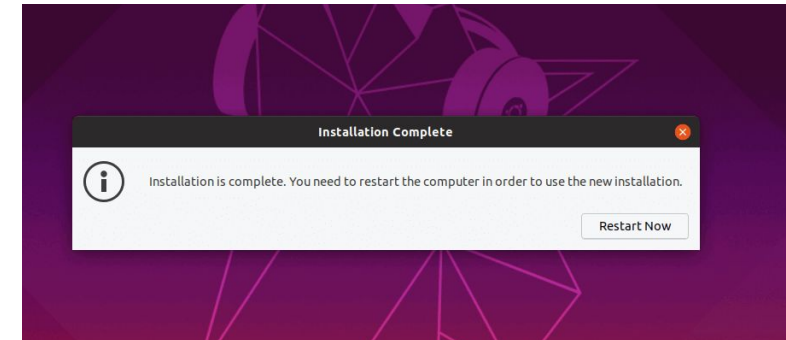 Installation Complete
Installation is complete. You need to restart the computer in order to use the new installation.
Restart Now